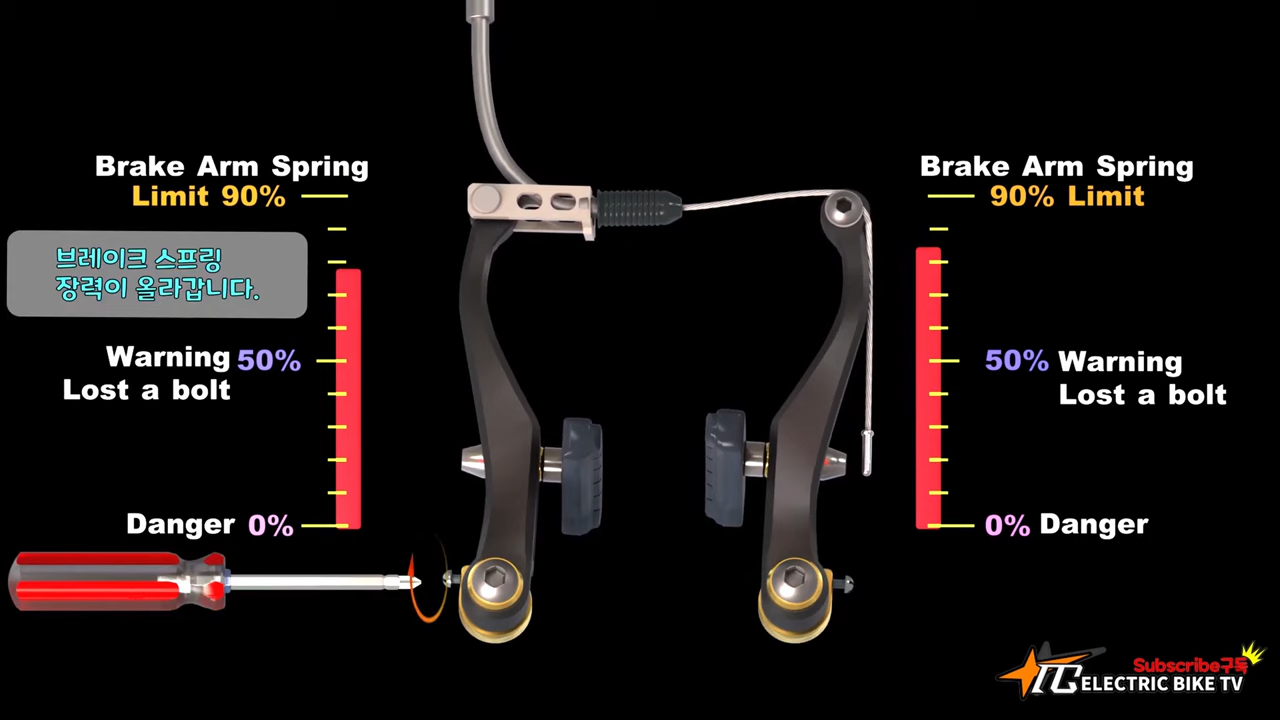 Brake Arm Spring
Limit 90%
브레이크 스프링
장력이 올라갑니다.
Warning 50%
Lost a bolt
Danger 0%
Brake Arm Spring
90% Limit
50% Warning
Lost a bolt
0% Danger
Subscribe구독
TG ELECTRIC BIKE TV